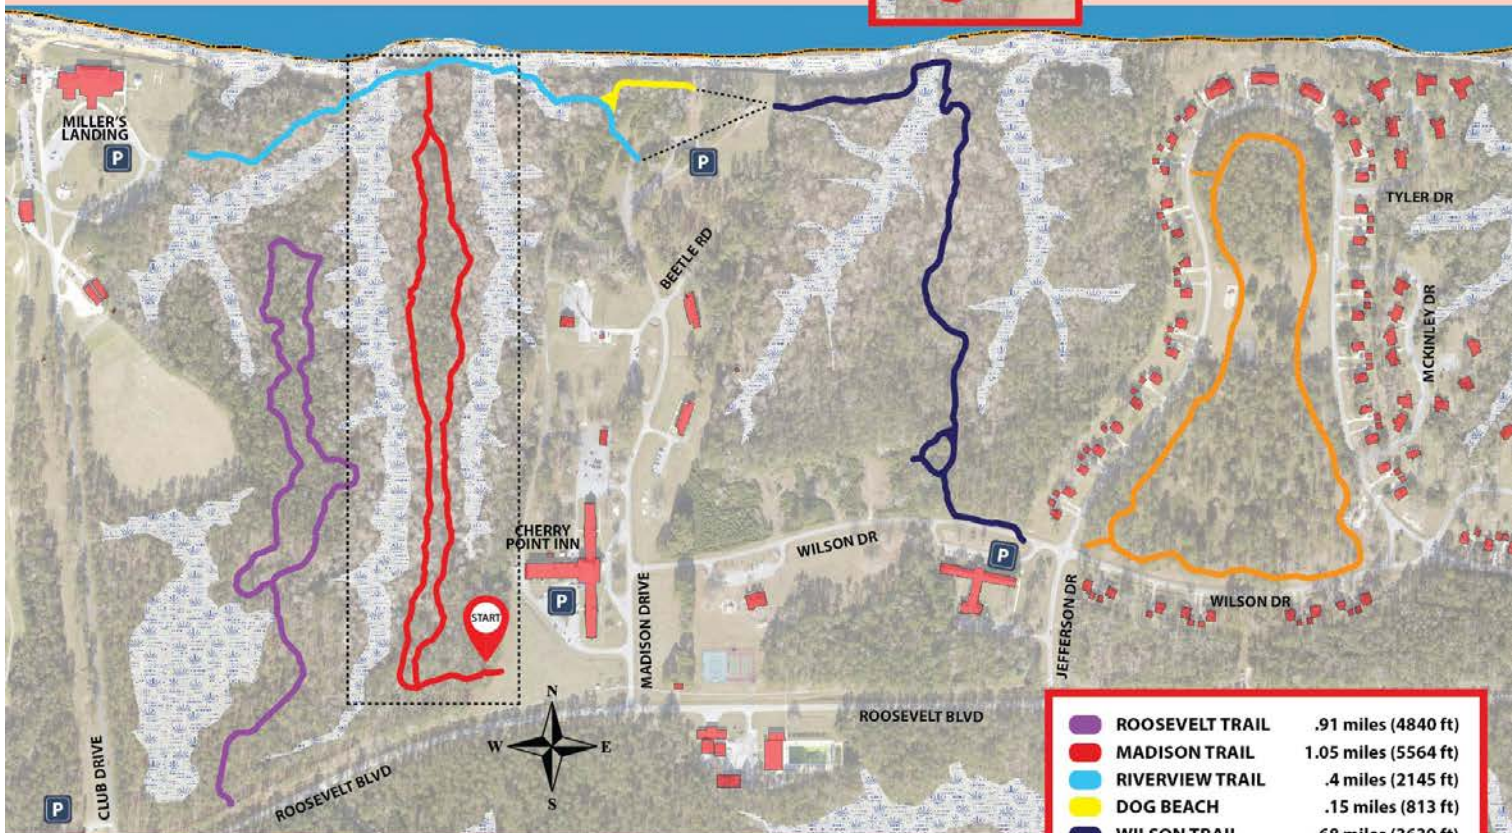 MILLER'S
LANDING
P
P
TYLER DR
BEETLE RD
MCKINLEY DR
CHERRY
POINT INN
WILSON DR
P
P
START
MADISON DRIVE
JEFFERSON DR
WILSON DR
N
W E
S
ROOSEVELT BLVD
ROOSEVELT BLVD
CLUB DRIVE
P
ROOSEVELT TRAIL .91 miles (4840 ft)
MADISON TRAIL 1.05 miles (5564 ft)
RIVERVIEW TRAIL .4 miles (2145 ft)
DOG BEACH .15 miles (813 ft)
WILSON TRAIL